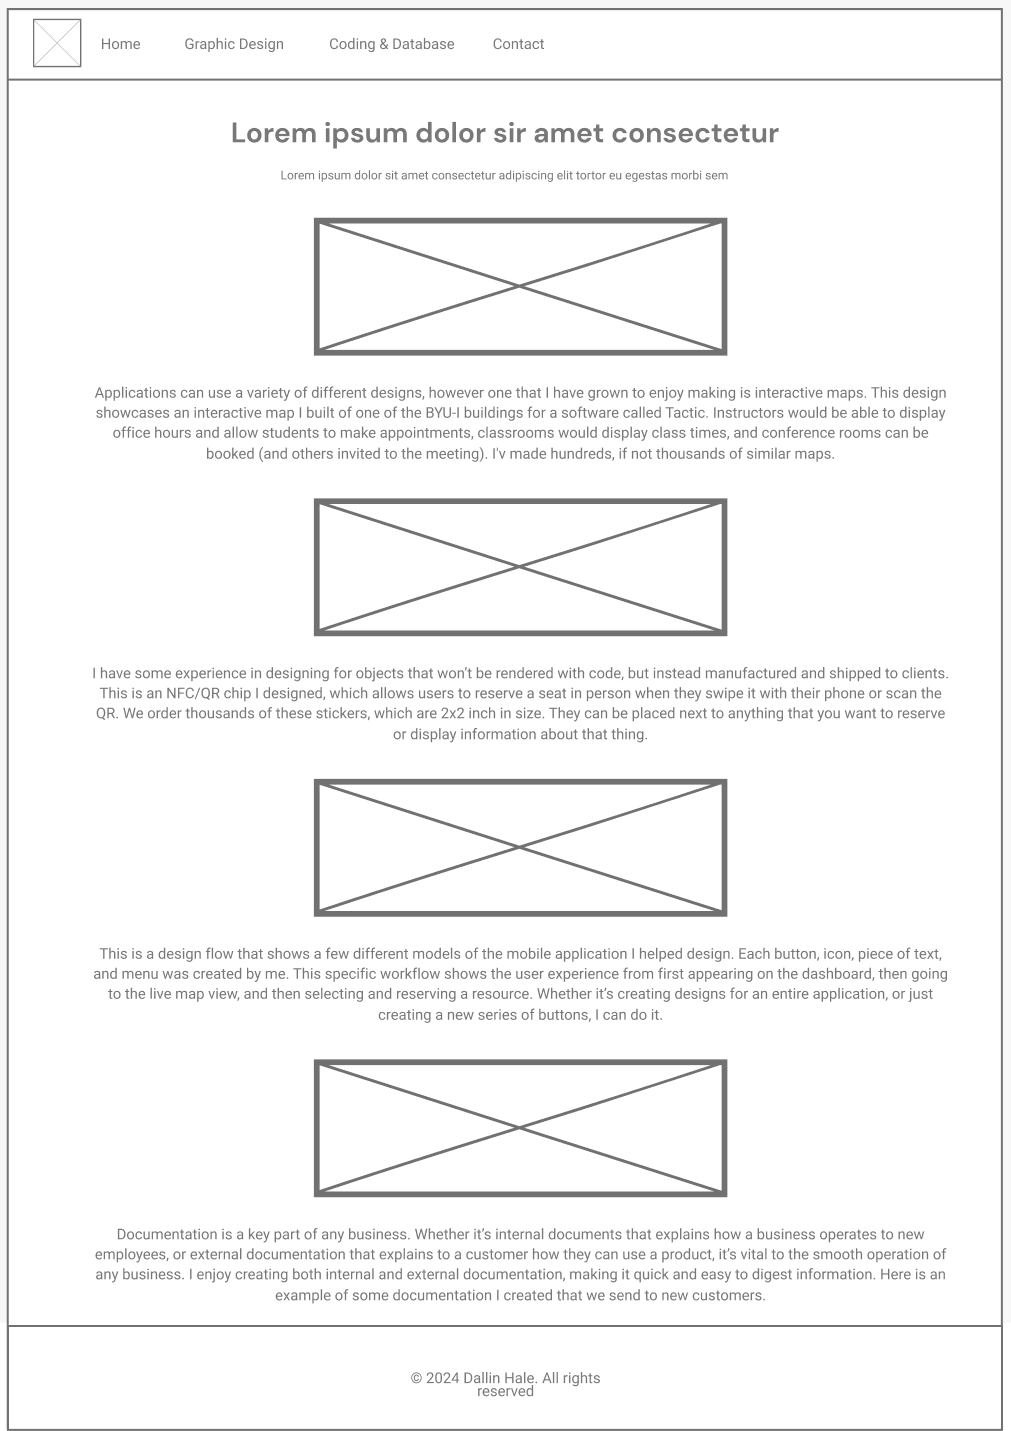 Home Graphic Design Coding & Database Contact
Lorem ipsum dolor sir amet consectetur
Lorem ipsum dolor sit amet consectetur adipiscing elit tortor eu egestas morbi sem
Applications can use a variety of different designs, however one that I have grown to enjoy making is interactive maps. This design
showcases an interactive map I built of one of the BYU-I buildings for a software called Tactic. Instructors would be able to display
office hours and allow students to make appointments, classrooms would display class times, and conference rooms can be
booked (and others invited to the meeting). I'v made hundreds, if not thousands of similar maps.
I have some experience in designing for objects that won’t be rendered with code, but instead manufactured and shipped to clients.
This is an NFC/QR chip I designed, which allows users to reserve a seat in person when they swipe it with their phone or scan the
QR. We order thousands of these stickers, which are 2x2 inch in size. They can be placed next to anything that you want to reserve
or display information about that thing.
This is a design flow that shows a few different models of the mobile application I helped design. Each button, icon, piece of text,
and menu was created by me. This specific workflow shows the user experience from first appearing on the dashboard, then going
to the live map view, and then selecting and reserving a resource. Whether it’s creating designs for an entire application, or just
creating a new series of buttons, I can do it.
Documentation is a key part of any business. Whether it’s internal documents that explains how a business operates to new
employees, or external documentation that explains to a customer how they can use a product, it’s vital to the smooth operation of
any business. I enjoy creating both internal and external documentation, making it quick and easy to digest information. Here is an
example of some documentation I created that we send to new customers.
© 2024 Dallin Hale. All rights
reserved